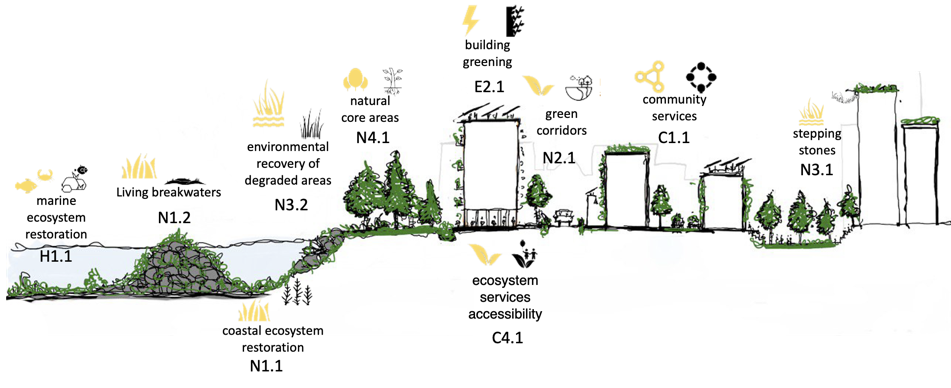 building
greening
E2.1
natural
core areas
N4.1
green
corridors
N2.1
community
services
C1.1
stepping
stones
N3.1
environmental
recovery of
degraded areas
N3.2
Living breakwaters
N1.2
marine
ecosystem
restoration
H1.1
ecosystem
services
accessibility
C4.1
coastal ecosystem
restoration
N1.1